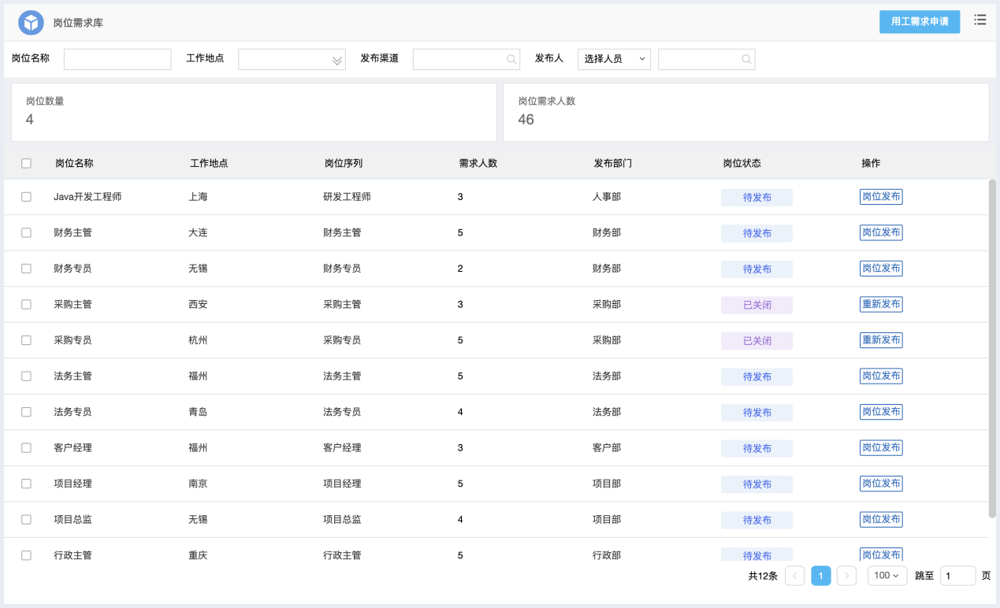 岗位需求库 用工需求申请
岗位名称 工作地点 发布渠道 发布人 选择人员
岗位数量 岗位需求人数
4 46
岗位名称 工作地点 岗位序列 需求人数 发布部门 岗位状态 操作
Java开发工程师 上海 研发工程师 3 人事部 待发布 岗位发布
财务主管 大连 财务主管 5 财务部 待发布 岗位发布
财务专员 无锡 财务专员 2 财务部 待发布 岗位发布
采购主管 西安 采购主管 3 采购部 已关闭 重新发布
采购专员 杭州 采购专员 5 采购部 已关闭 重新发布
法务主管 福州 法务主管 5 法务部 待发布 岗位发布
法务专员 青岛 法务专员 4 法务部 待发布 岗位发布
客户经理 福州 客户经理 3 客户部 待发布 岗位发布
项目经理 南京 项目经理 5 项目部 待发布 岗位发布
项目总监 无锡 项目总监 4 项目部 待发布 岗位发布
行政主管 重庆 行政主管 5 行政部 待发布 岗位发布
共12条 1 100 跳至 1 页